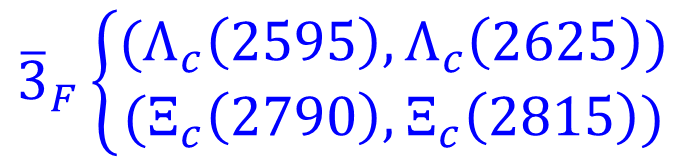 3̅_F { (Λ_c(2595), Λ_c(2625))
(Ξ_c(2790), Ξ_c(2815))